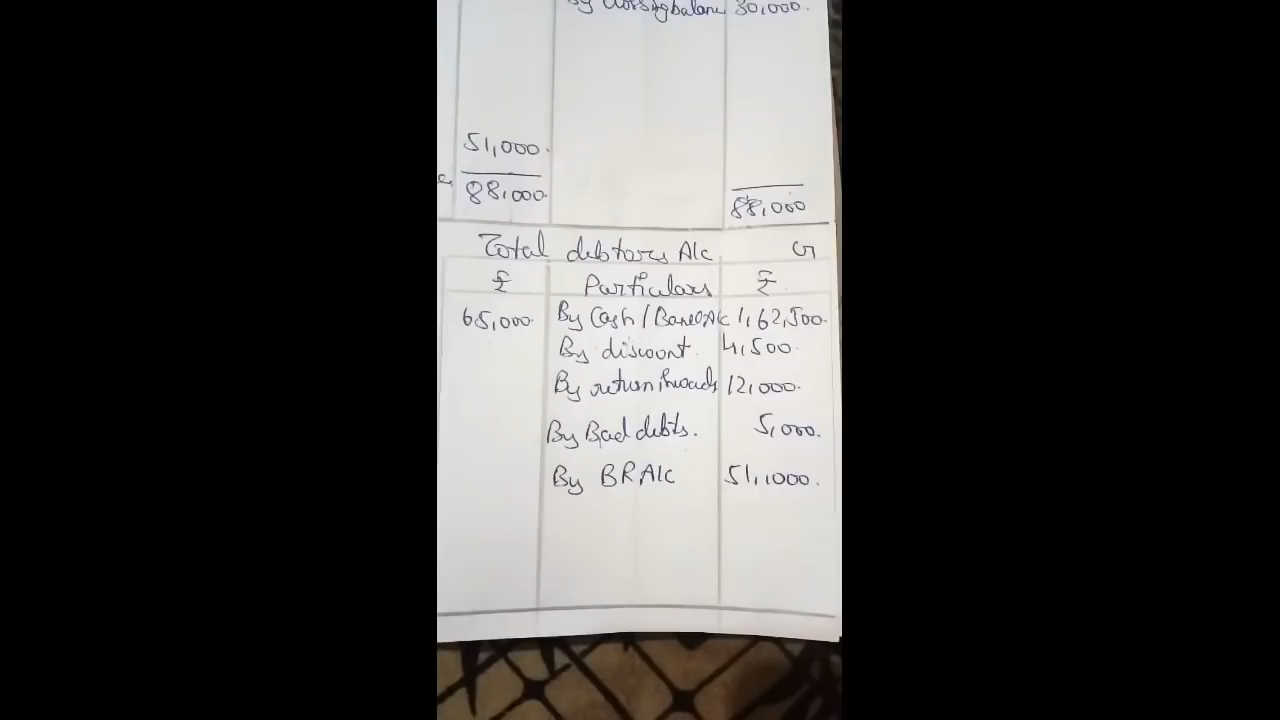 By closing balance 30,000.
51,000.
88,000. 88,000
Total debtors A/c Cr
₹ Particulars ₹
65,000. By Cash / Bank A/c 1,62,500.
By discount. 4,500.
By return inwards 12,000.
By Bad debts. 5,000.
By BR A/c 51,1000.